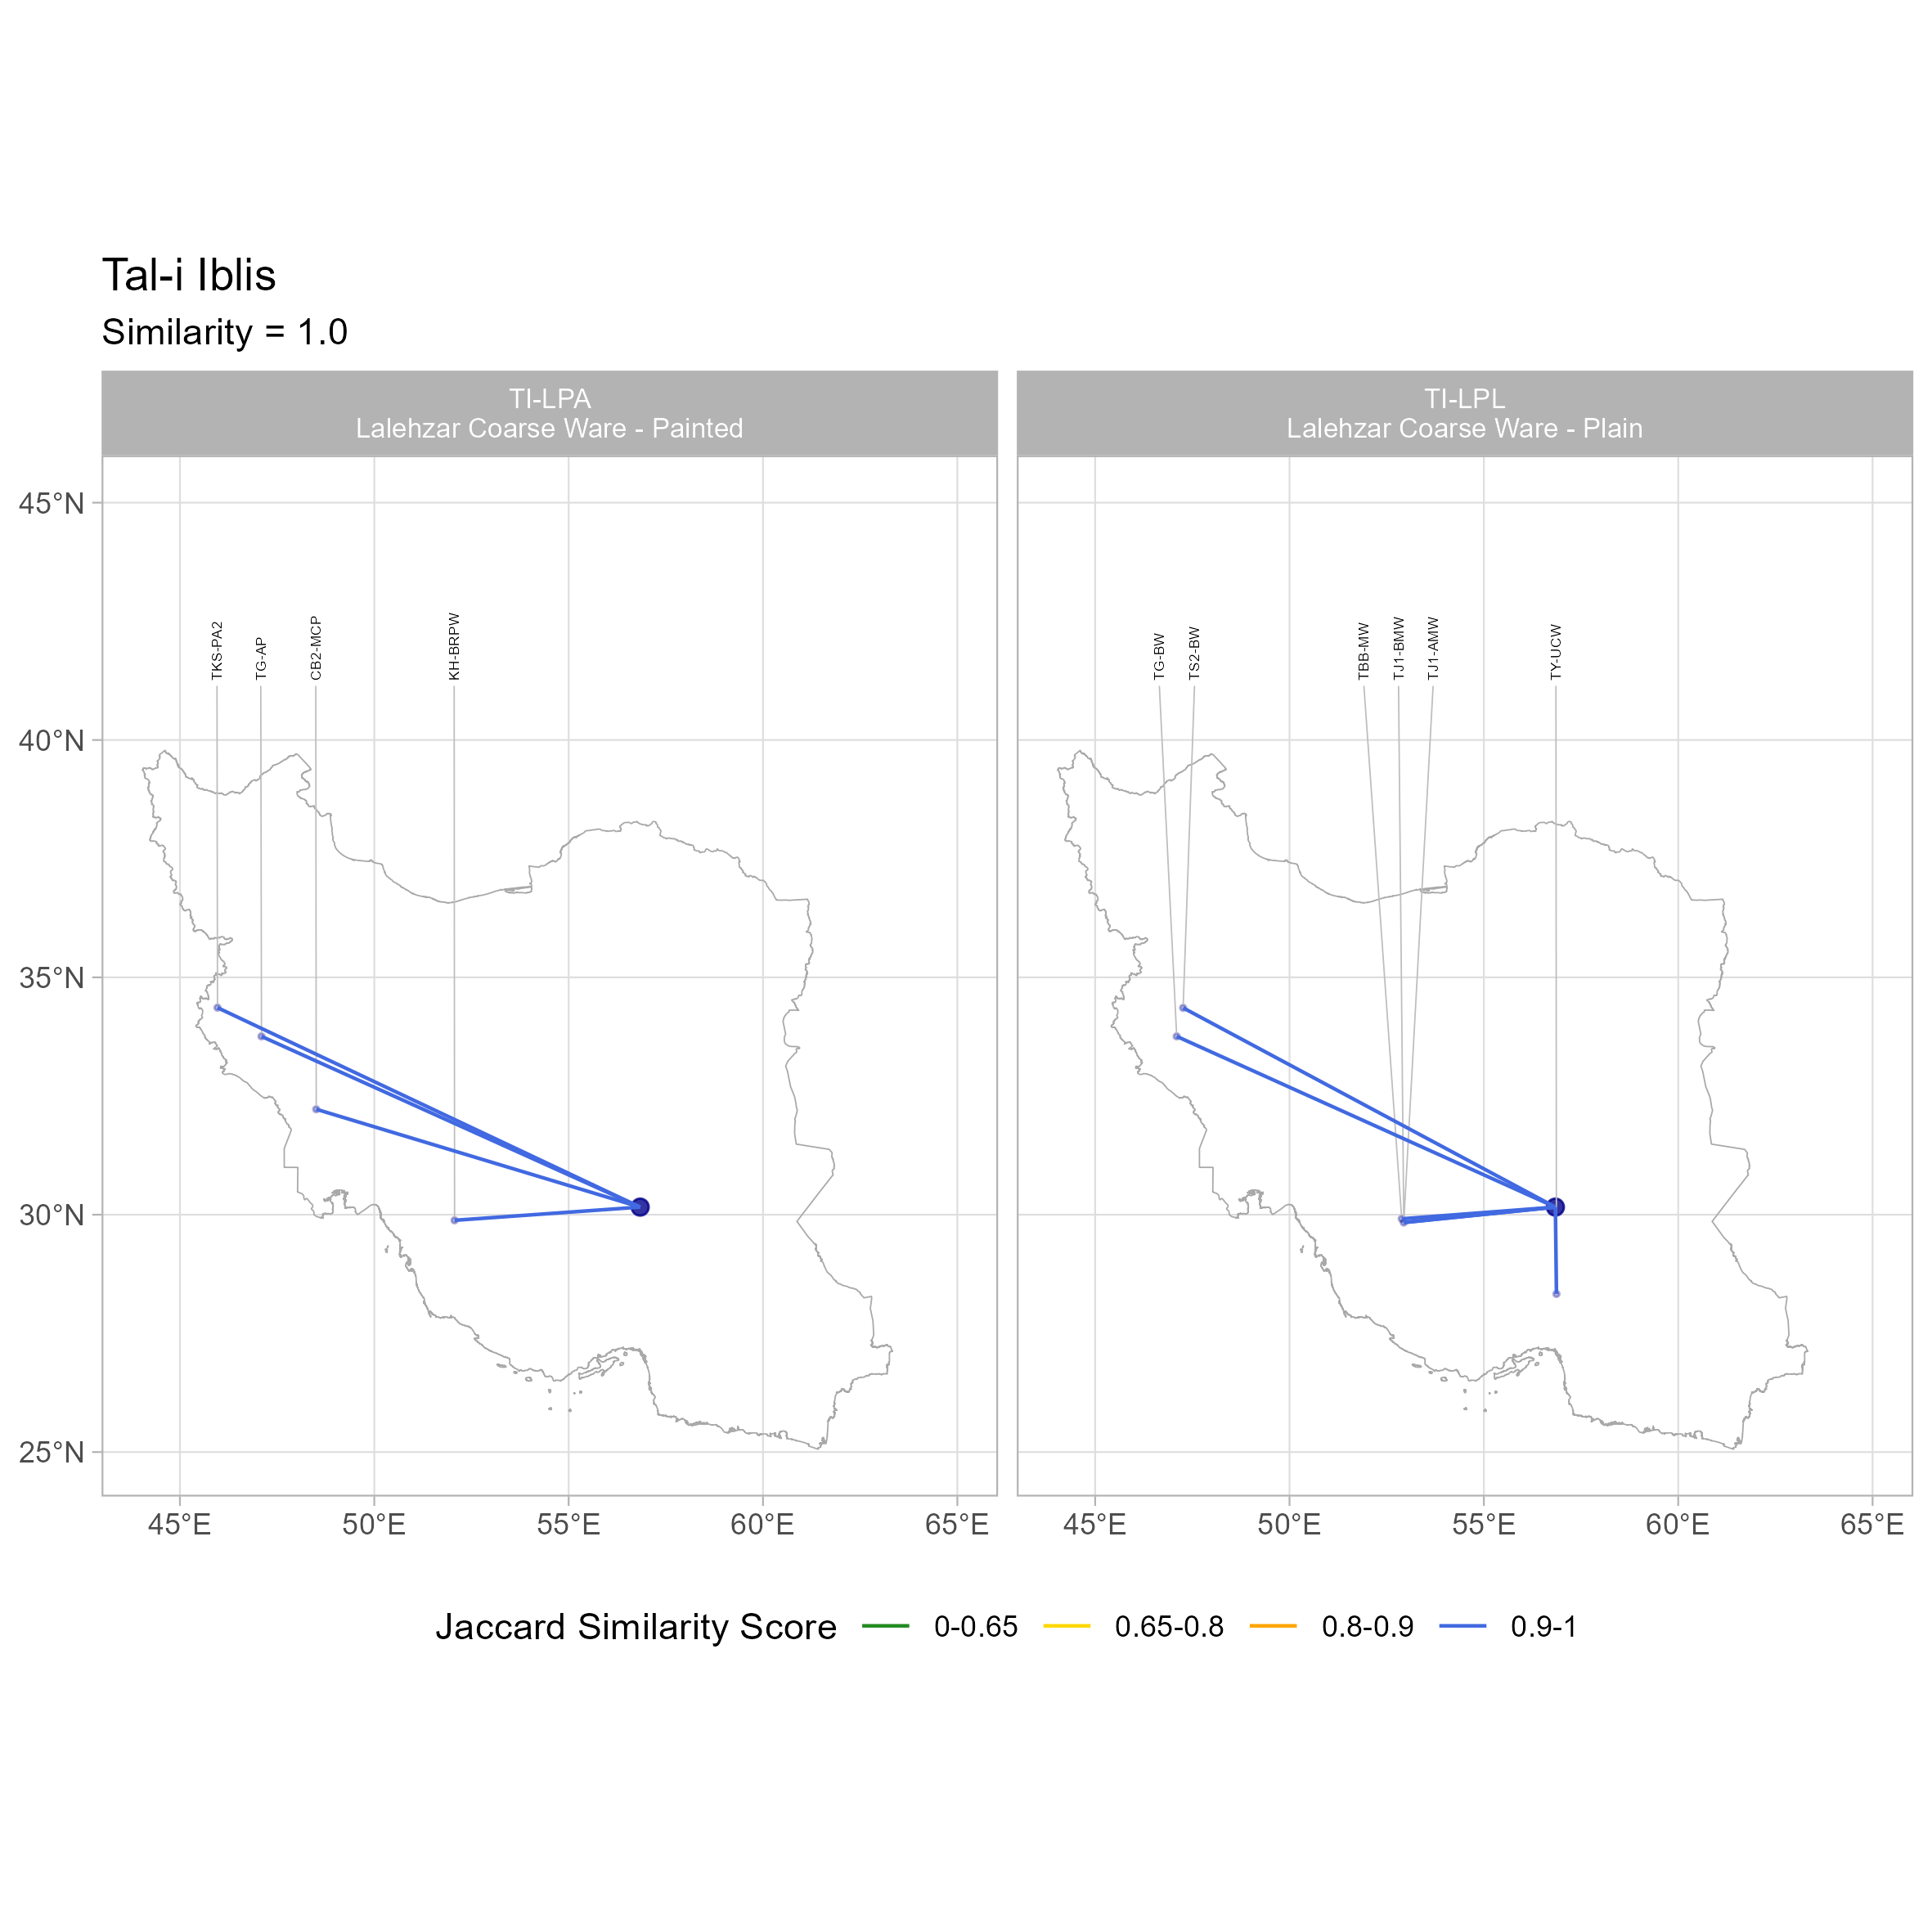 Tal-i Iblis
Similarity = 1.0
TI-LPA
Lalehzar Coarse Ware - Painted
TI-LPL
Lalehzar Coarse Ware - Plain
45°N
40°N
35°N
30°N
25°N
TKS-PA2
TG-AP
CB2-MCP
KH-BRPW
TG-BW
TS2-BW
TBB-MW
TJ1-BMW
TJ1-AMW
TY-UCW
45°E 50°E 55°E 60°E 65°E
45°E 50°E 55°E 60°E 65°E
Jaccard Similarity Score 0-0.65 0.65-0.8 0.8-0.9 0.9-1